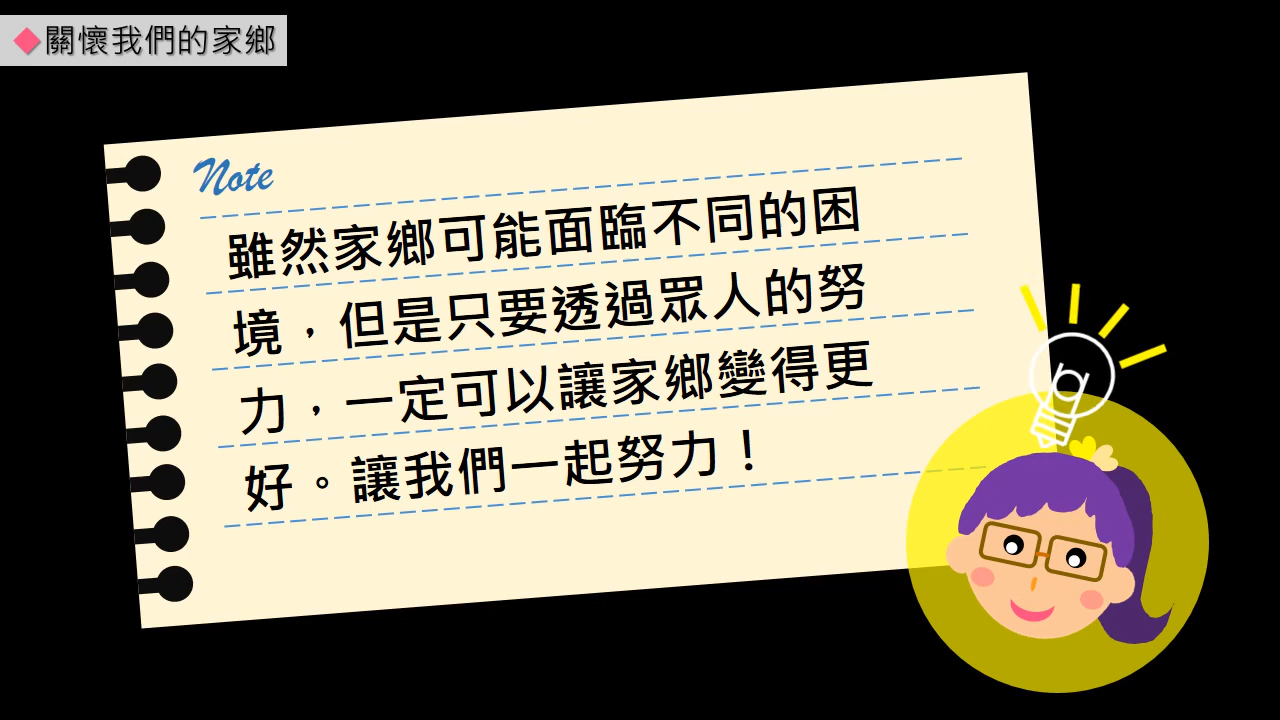 ◆關懷我們的家鄉
Note
雖然家鄉可能面臨不同的困
境，但是只要透過眾人的努
力，一定可以讓家鄉變得更
好。讓我們一起努力！